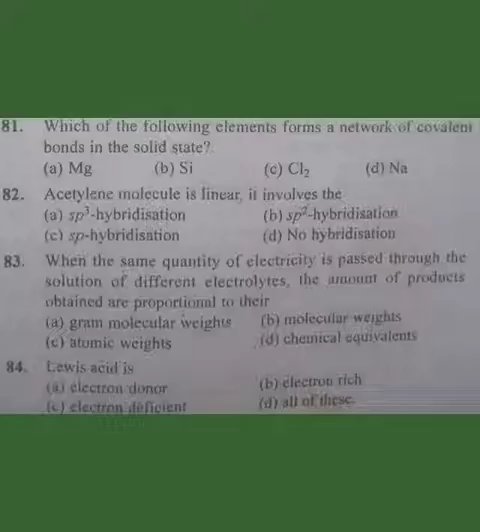 81. Which of the following elements forms a network of covalent
bonds in the solid state?
(a) Mg (b) Si (c) Cl₂ (d) Na
82. Acetylene molecule is linear, it involves the
(a) sp³-hybridisation (b) sp²-hybridisation
(c) sp-hybridisation (d) No hybridisation
83. When the same quantity of electricity is passed through the
solution of different electrolytes, the amount of products
obtained are proportional to their
(a) gram molecular weights (b) molecular weights
(c) atomic weights (d) chemical equivalents
84. Lewis acid is
(a) electron donor (b) electron rich
(c) electron deficient (d) all of these